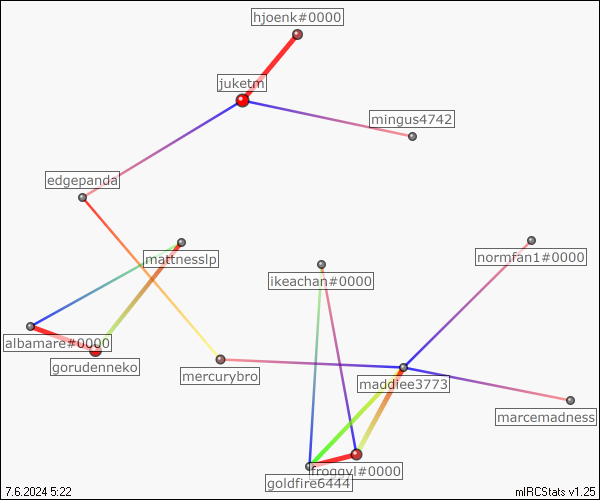 hjoenk#0000
juketm
mingus4742
edgepanda
mattnesslp
normfan1#0000
ikeachan#0000
albamare#0000
gorudenneko
mercurybro
maddiee3773
marcemadness
froggyl#0000
goldfire6444
7.6.2024 5:22
mIRCStats v1.25